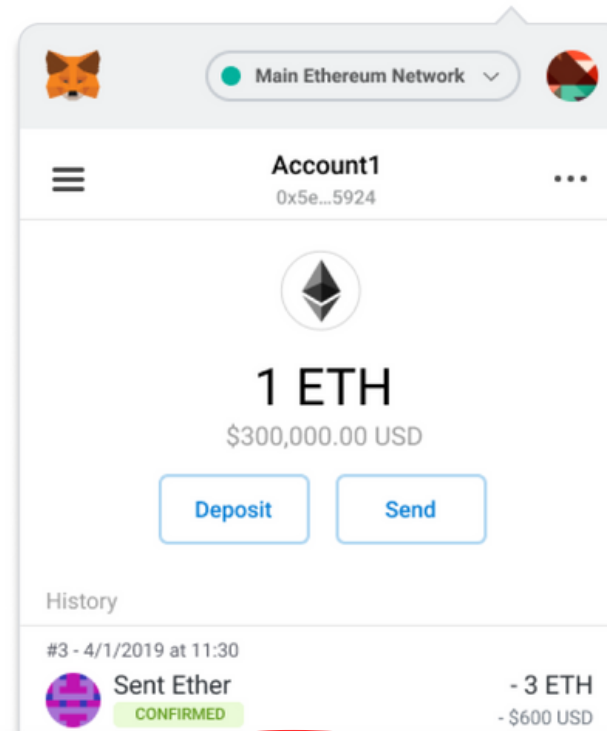 Main Ethereum Network
Account1
0x5e...5924
1 ETH
$300,000.00 USD
Deposit Send
History
#3 - 4/1/2019 at 11:30
Sent Ether - 3 ETH
CONFIRMED - $600 USD